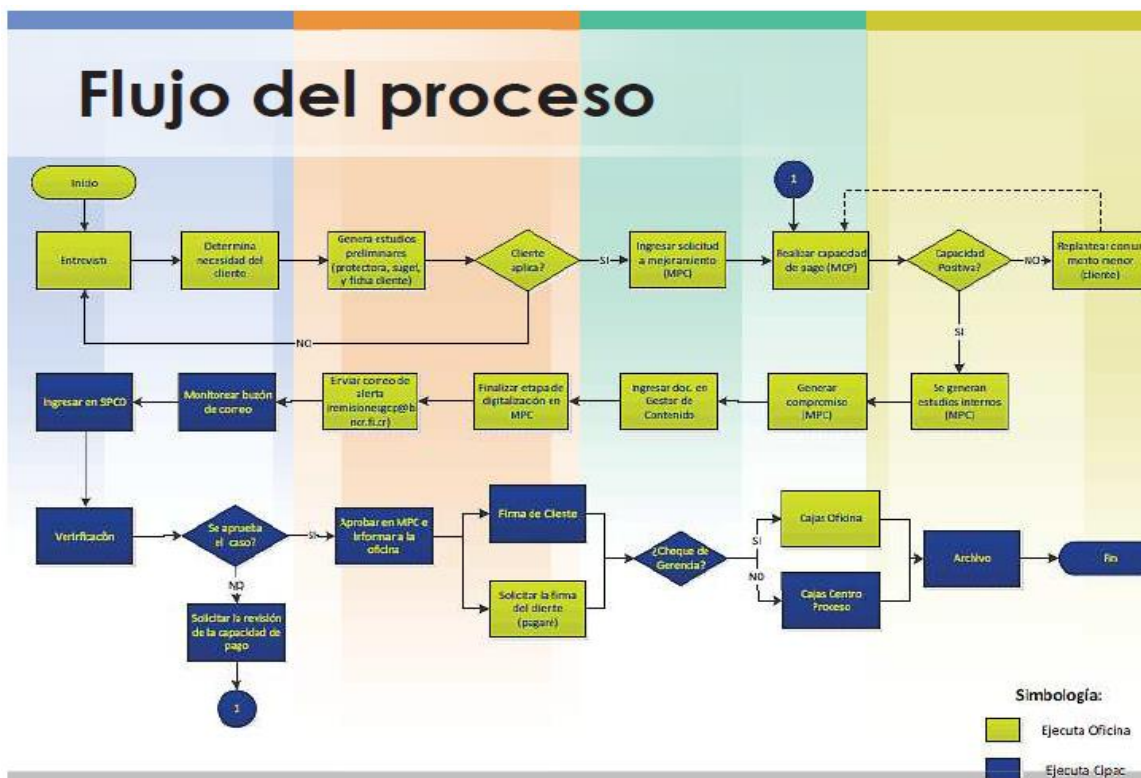 Flujo del proceso
Inicio
1
Entrevista
Determina
necesidad del
cliente
Genera estudios
preliminares
(protectora, sugef,
y ficha cliente)
Cliente
aplica?
SI
Ingresar solicitud
a mejoramiento (MPC)
Realizar capacidad
de pago (MCP)
Capacidad
Positiva?
NO
Replantear con un
monto menor
(cliente)
NO
SI
Ingresar en SPCD
Monitorear buzón
de correo
Enviar correo de
alerta
(remisionesgcp@b
ncr.fi.cr)
Finalizar etapa de
digitalización en
MPC
Ingresar doc. en
Gestor de
Contenido
Generar
compromiso
(MPC)
Se generan
estudios internos
(MPC)
Verificación
Se aprueba
el caso?
SI
Aprobar en MPC e
informar a la
oficina
Firma de Cliente
Solicitar la firma
del cliente
(pagaré)
¿Cheque de
Gerencia?
SI
NO
Cajas Oficina
Cajas Centro
Proceso
Archivo
Fin
NO
Solicitar la revisión
de la capacidad de
pago
1
Simbología:
Ejecuta Oficina
Ejecuta Cipac